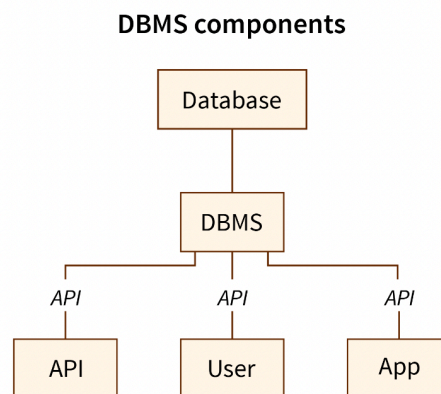 DBMS components
Database
DBMS
API API API
API User App